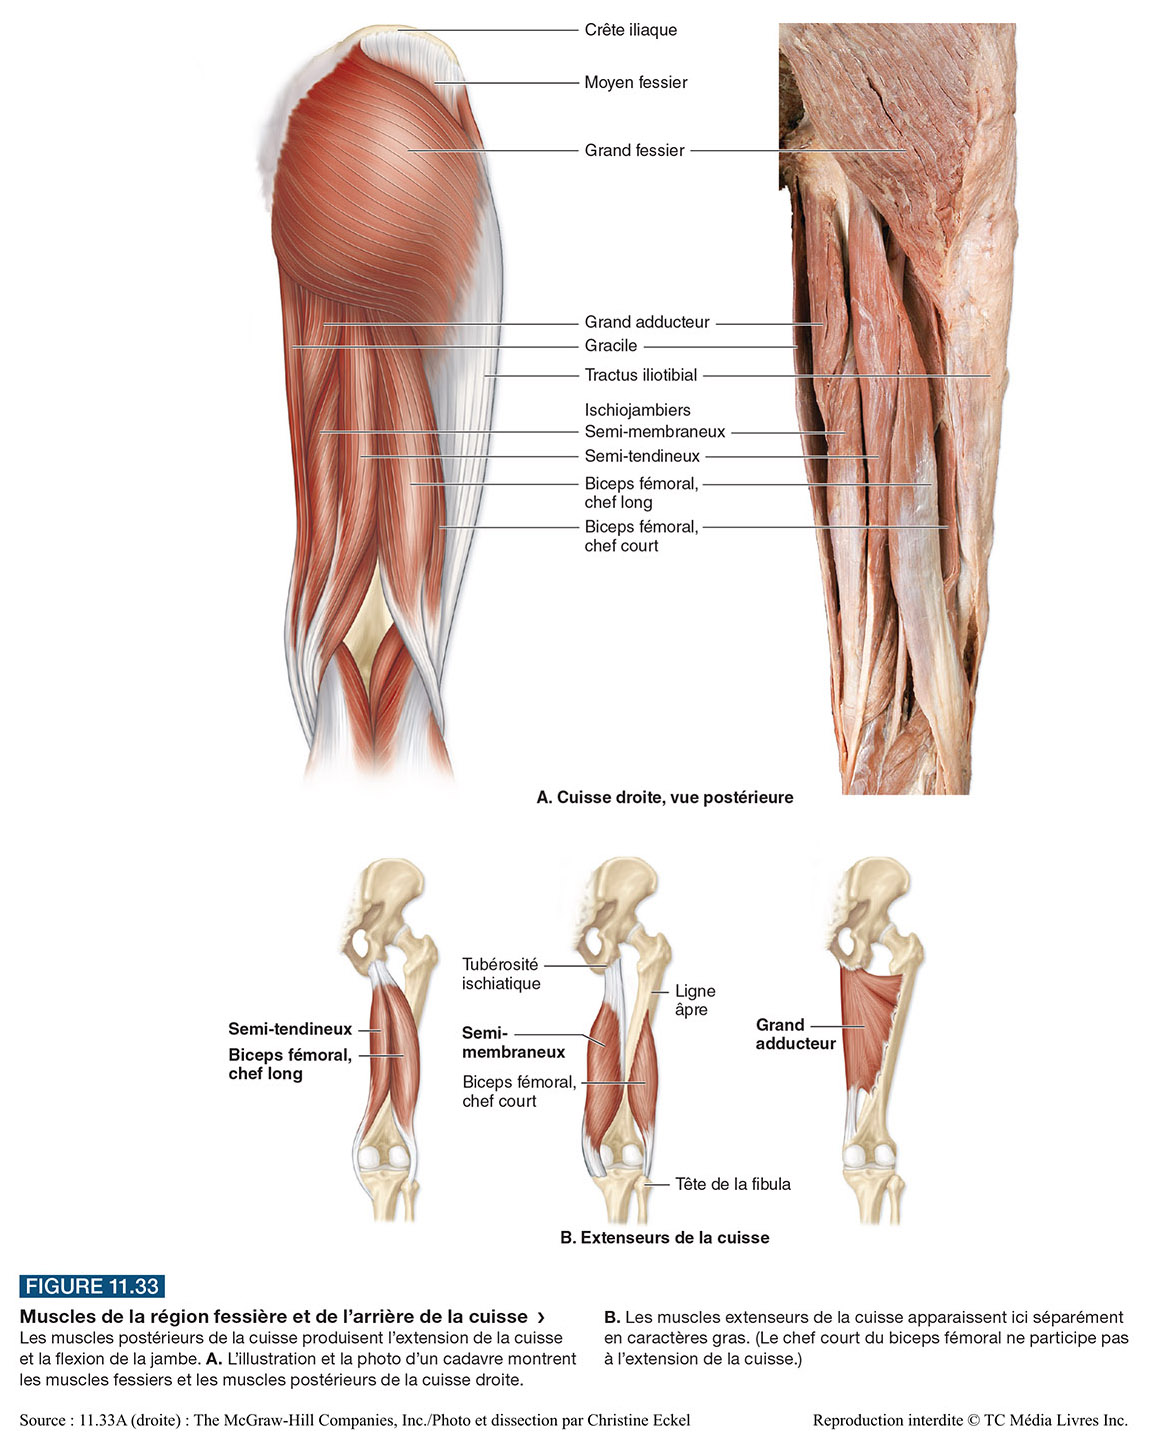 Crête iliaque
Moyen fessier
Grand fessier
Grand adducteur
Gracile
Tractus iliotibial
Ischiojambiers
Semi-membraneux
Semi-tendineux
Biceps fémoral,
chef long
Biceps fémoral,
chef court
A. Cuisse droite, vue postérieure
Semi-tendineux
Biceps fémoral,
chef long
Tubérosité
ischiatique
Semi-
membraneux
Biceps fémoral,
chef court
Ligne
âpre
Tête de la fibula
Grand
adducteur
B. Extenseurs de la cuisse
FIGURE 11.33
Muscles de la région fessière et de l’arrière de la cuisse ›
Les muscles postérieurs de la cuisse produisent l’extension de la cuisse
et la flexion de la jambe. A. L’illustration et la photo d’un cadavre montrent
les muscles fessiers et les muscles postérieurs de la cuisse droite.
B. Les muscles extenseurs de la cuisse apparaissent ici séparément
en caractères gras. (Le chef court du biceps fémoral ne participe pas
à l’extension de la cuisse.)
Source : 11.33A (droite) : The McGraw-Hill Companies, Inc./Photo et dissection par Christine Eckel
Reproduction interdite © TC Média Livres Inc.